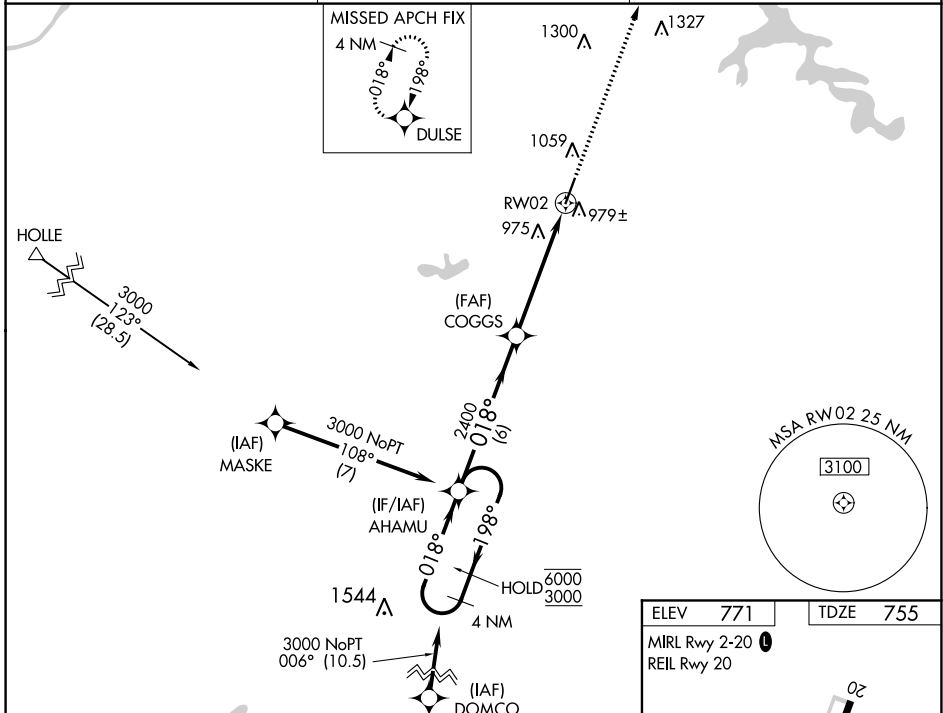 MISSED APCH FIX
4 NM
018°
198°
DULSE
1300
1327
1059
RW02
979±
975
HOLLE
3000
123°
(28.5)
(FAF)
COGGS
2400
018°
(6)
3000 NoPT
108°
(7)
(IAF)
MASKE
(IF/IAF)
AHAMU
018°
198°
HOLD 6000
3000
4 NM
1544
3000 NoPT
006° (10.5)
(IAF)
DOMCO
MSA RW02 25 NM
3100
ELEV 771
TDZE 755
MIRL Rwy 2-20 L
REIL Rwy 20
20